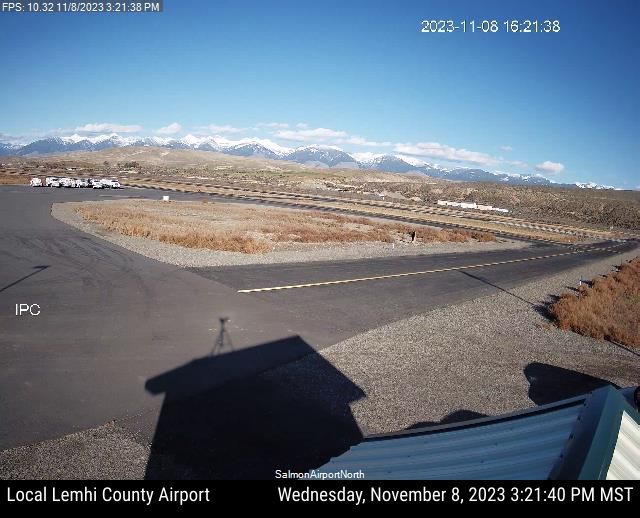 FPS: 10.32 11/8/2023 3:21:38 PM
2023-11-08 16:21:38
IPC
SalmonAirportNorth
Local Lemhi County Airport Wednesday, November 8, 2023 3:21:40 PM MST